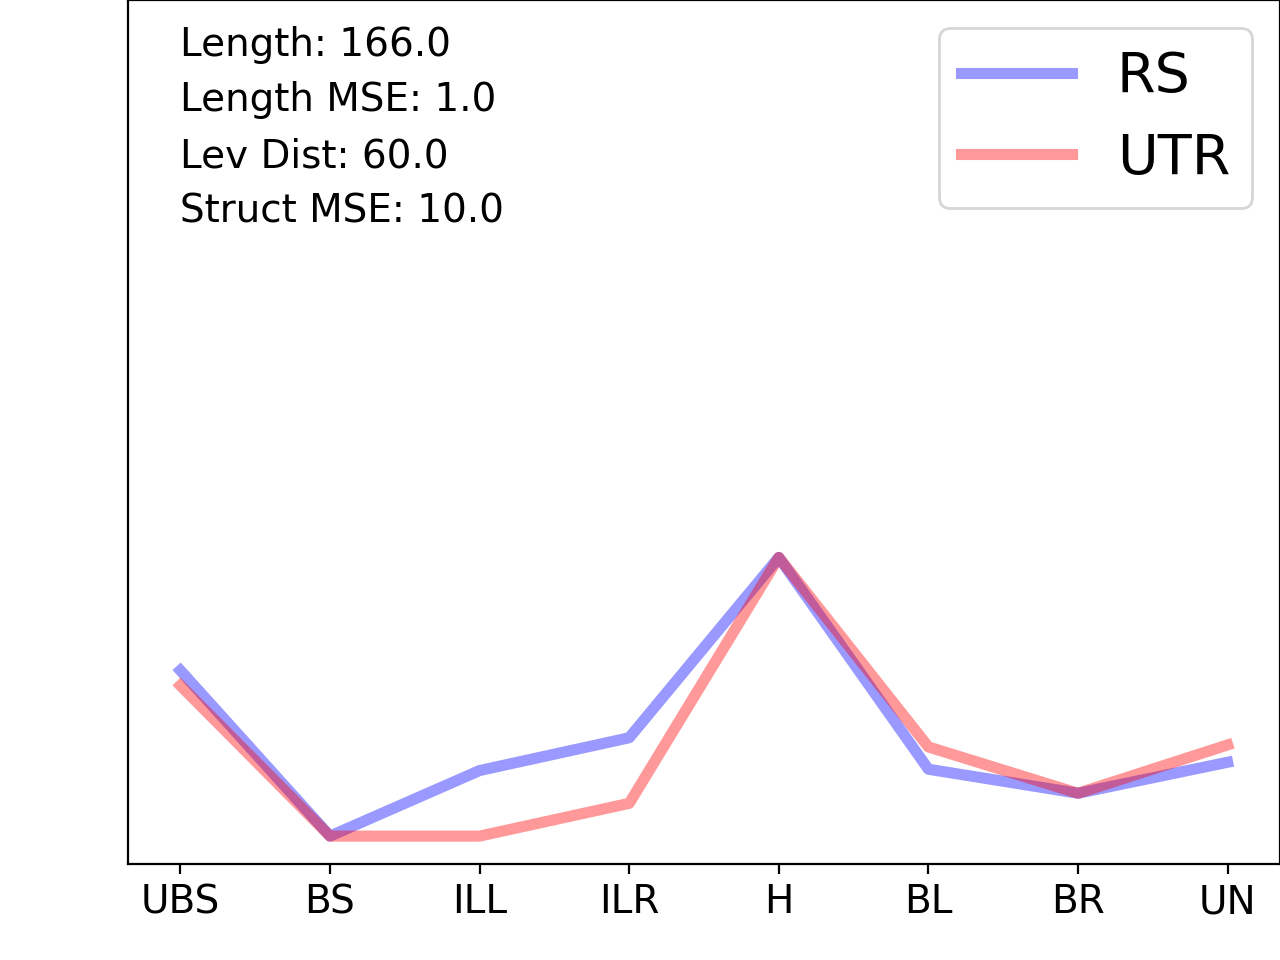 Length: 166.0
Length MSE: 1.0
Lev Dist: 60.0
Struct MSE: 10.0
RS
UTR
UBS BS ILL ILR H BL BR UN